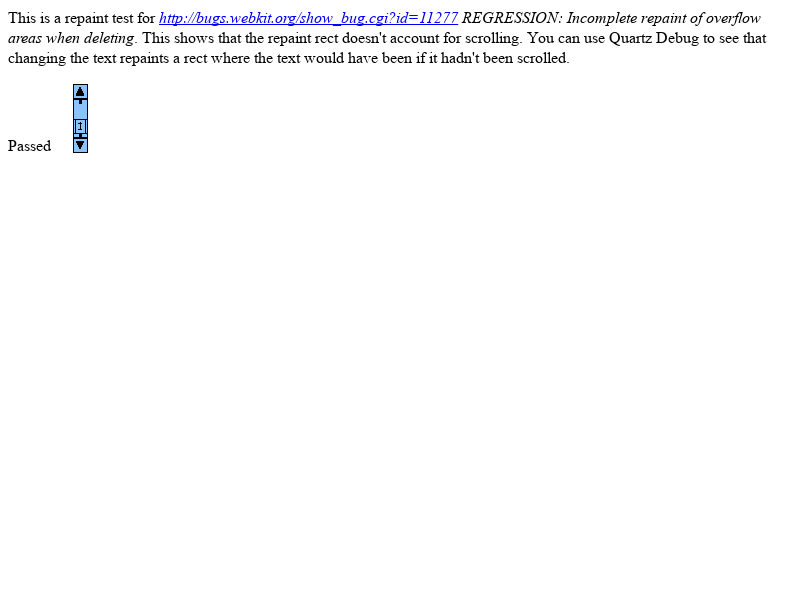 This is a repaint test for http://bugs.webkit.org/show_bug.cgi?id=11277 REGRESSION: Incomplete repaint of overflow
areas when deleting. This shows that the repaint rect doesn't account for scrolling. You can use Quartz Debug to see that
changing the text repaints a rect where the text would have been if it hadn't been scrolled.
Passed